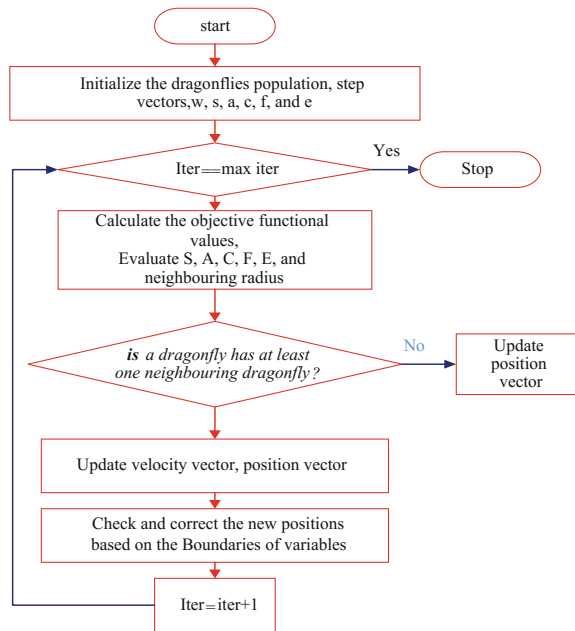 start
Initialize the dragonflies population, step
vectors,w, s, a, c, f, and e
Iter==max iter
Yes
Stop
Calculate the objective functional
values,
Evaluate S, A, C, F, E, and
neighbouring radius
is a dragonfly has at least
one neighbouring dragonfly?
No
Update
position
vector
Update velocity vector, position vector
Check and correct the new positions
based on the Boundaries of variables
Iter=iter+1